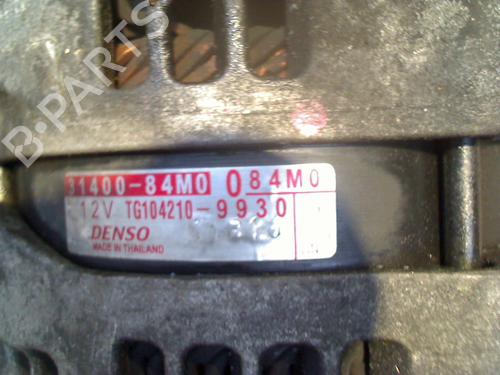 B-PARTS
31400-84M0 084M0
12V TG104210-9930
DENSO
MADE IN THAILAND